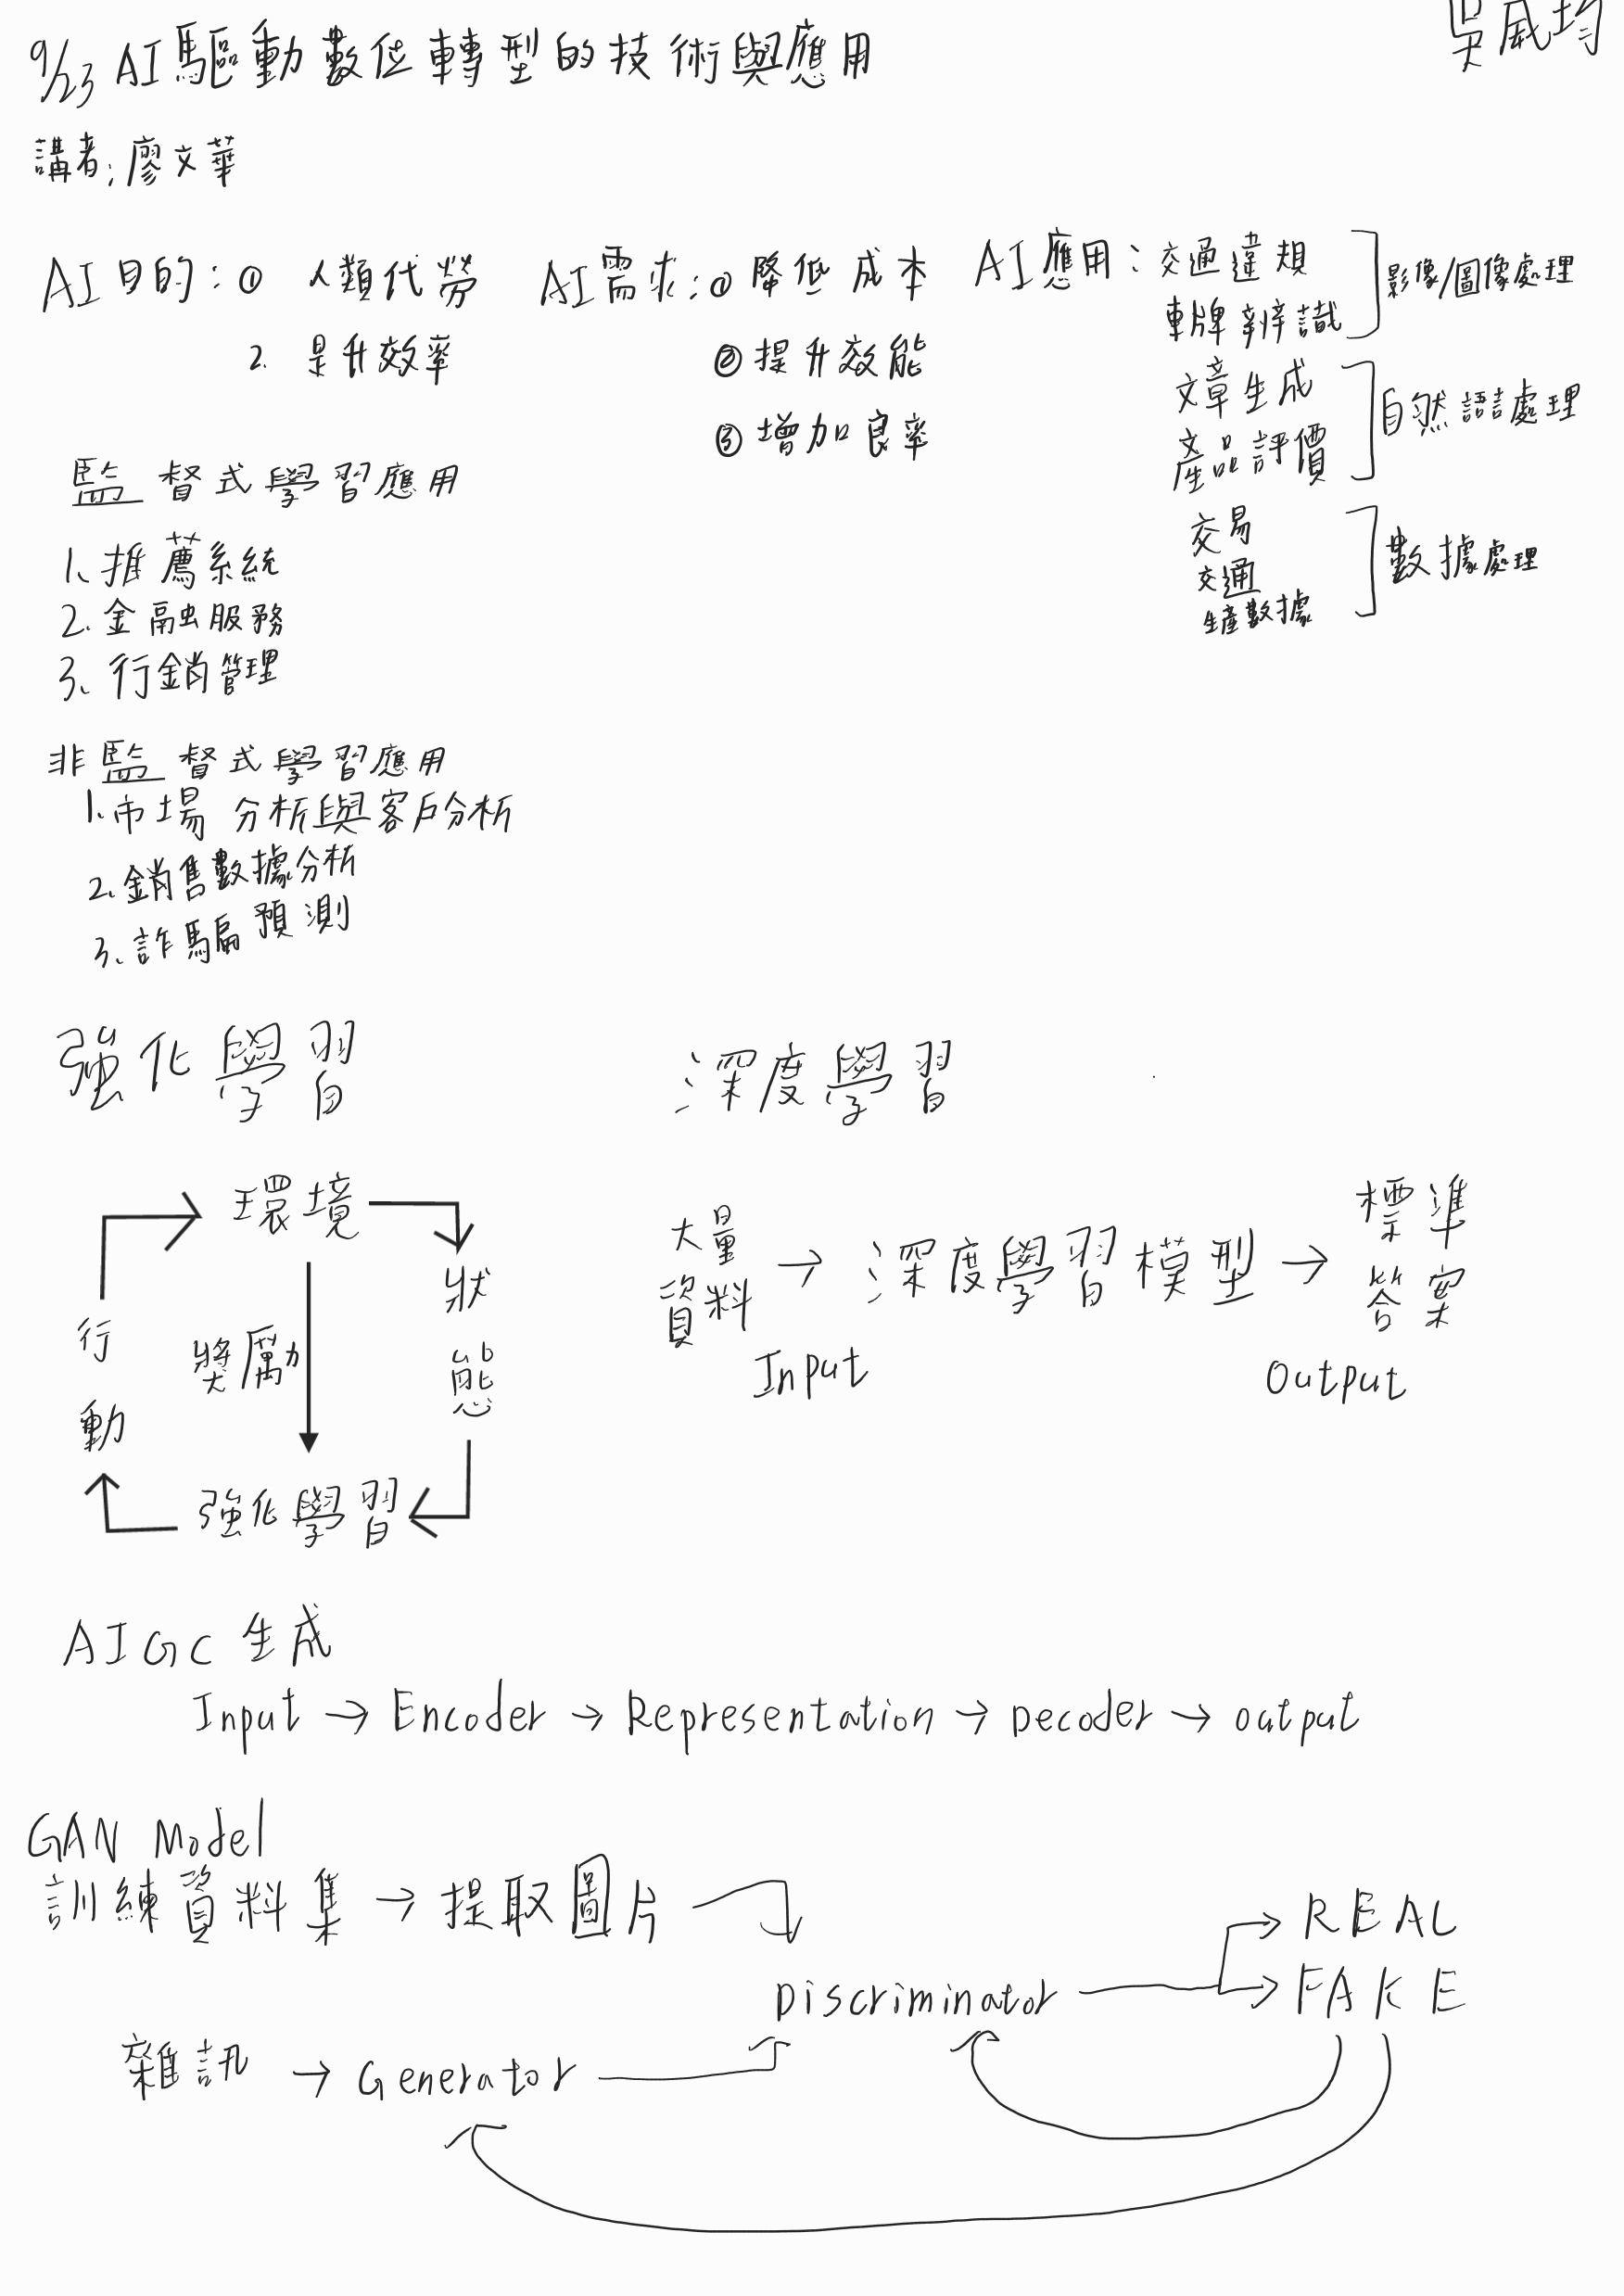 吳威均
9/23 AI驅動數位轉型的技術與應用
講者:廖文華
AI目的:① 人類代勞
2. 是升效率
AI需求:① 降低成本
② 提升效能
③ 增加良率
AI應用:交通違規
車牌辨識
影像/圖像處理
文章生成
產品評價
自然語言處理
交易
交通
生產數據
數據處理
監督式學習應用
1. 推薦系統
2. 金融服務
3. 行銷管理
非監督式學習應用
1. 市場分析與客戶分析
2. 銷售數據分析
3. 詐騙預測
強化學習
環境
狀態
獎勵
行動
強化學習
深度學習
大量資料 → 深度學習模型 → 標準答案
Input
Output
AIGC 生成
Input → Encoder → Representation → Decoder → output
GAN Model
訓練資料集 → 提取圖片
REAL
Discriminator
FAKE
雜訊 → Generator